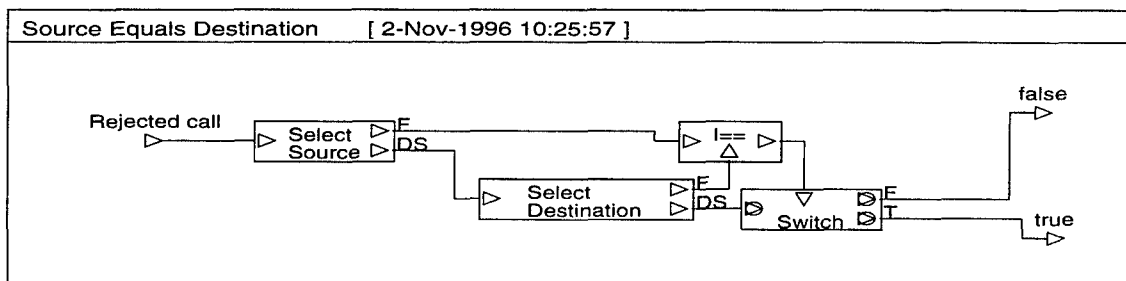 Source Equals Destination [ 2-Nov-1996 10:25:57 ]
false
Rejected call
F
I==
Select
Source
DS
F
Select
Destination
DS
F
T
Switch
true